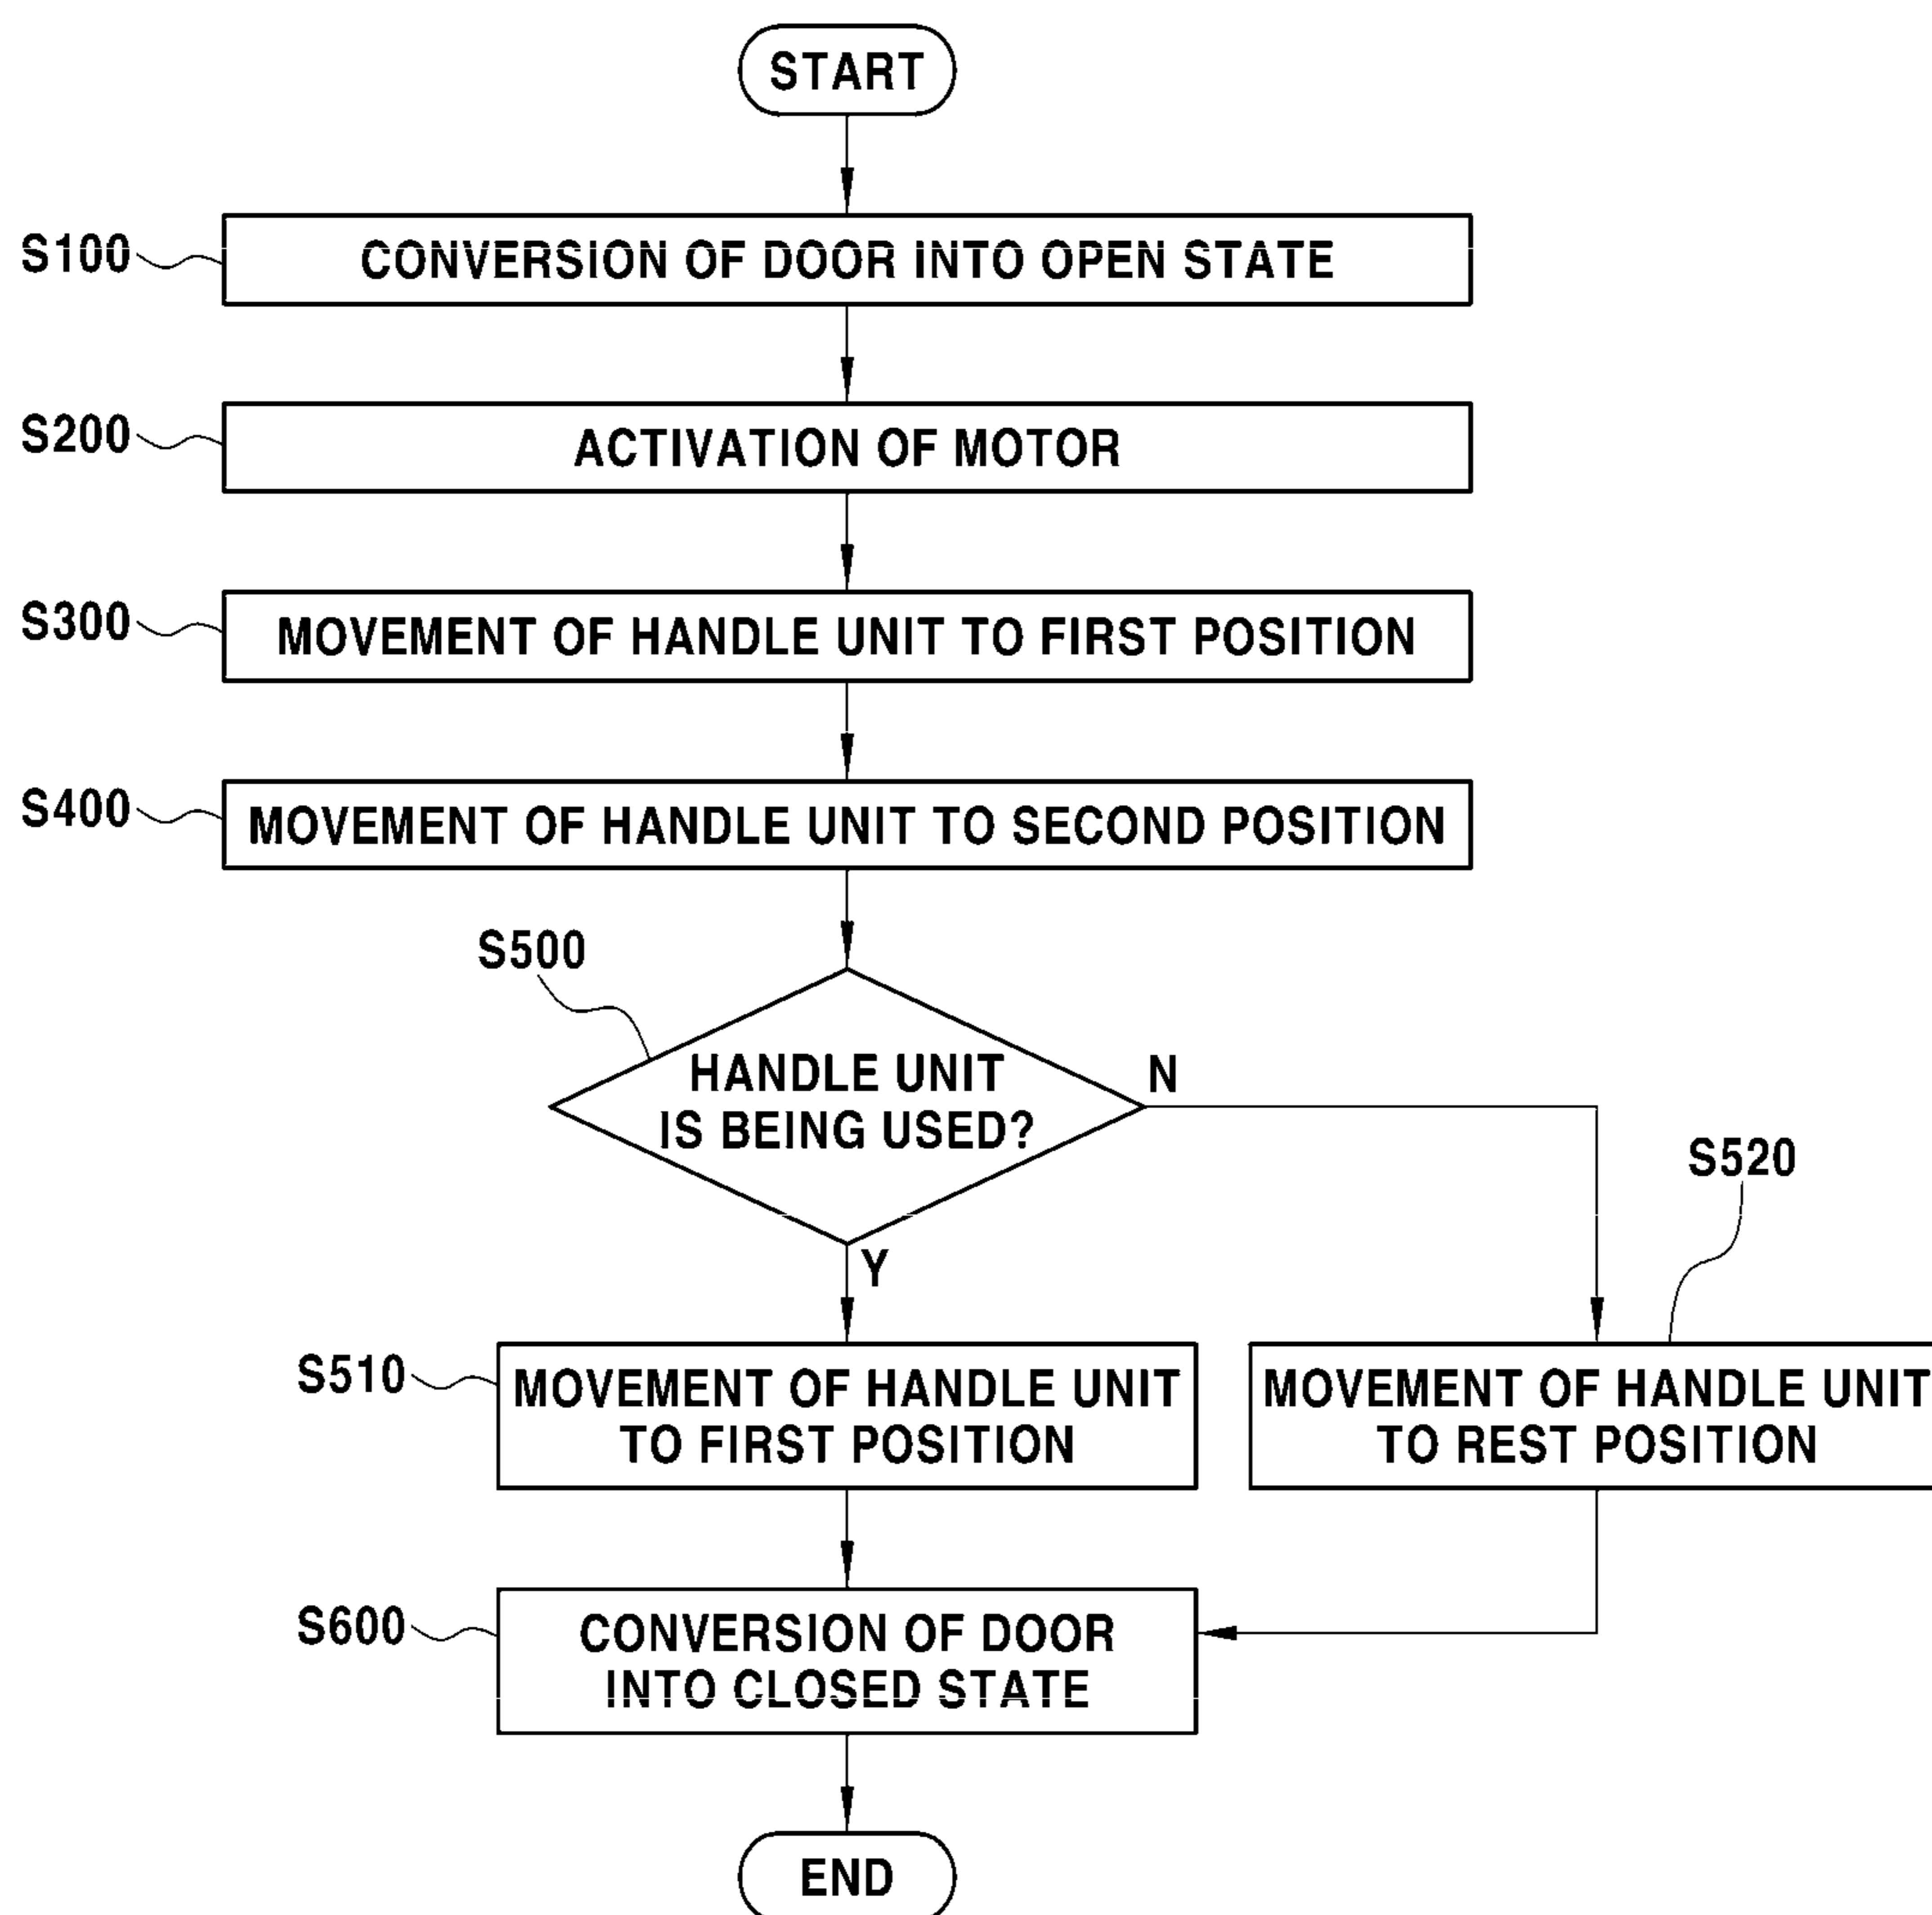 START
S100
CONVERSION OF DOOR INTO OPEN STATE
S200
ACTIVATION OF MOTOR
S300
MOVEMENT OF HANDLE UNIT TO FIRST POSITION
S400
MOVEMENT OF HANDLE UNIT TO SECOND POSITION
S500
HANDLE UNIT
IS BEING USED?
N
Y
S520
S510
MOVEMENT OF HANDLE UNIT
TO FIRST POSITION
MOVEMENT OF HANDLE UNIT
TO REST POSITION
S600
CONVERSION OF DOOR
INTO CLOSED STATE
END